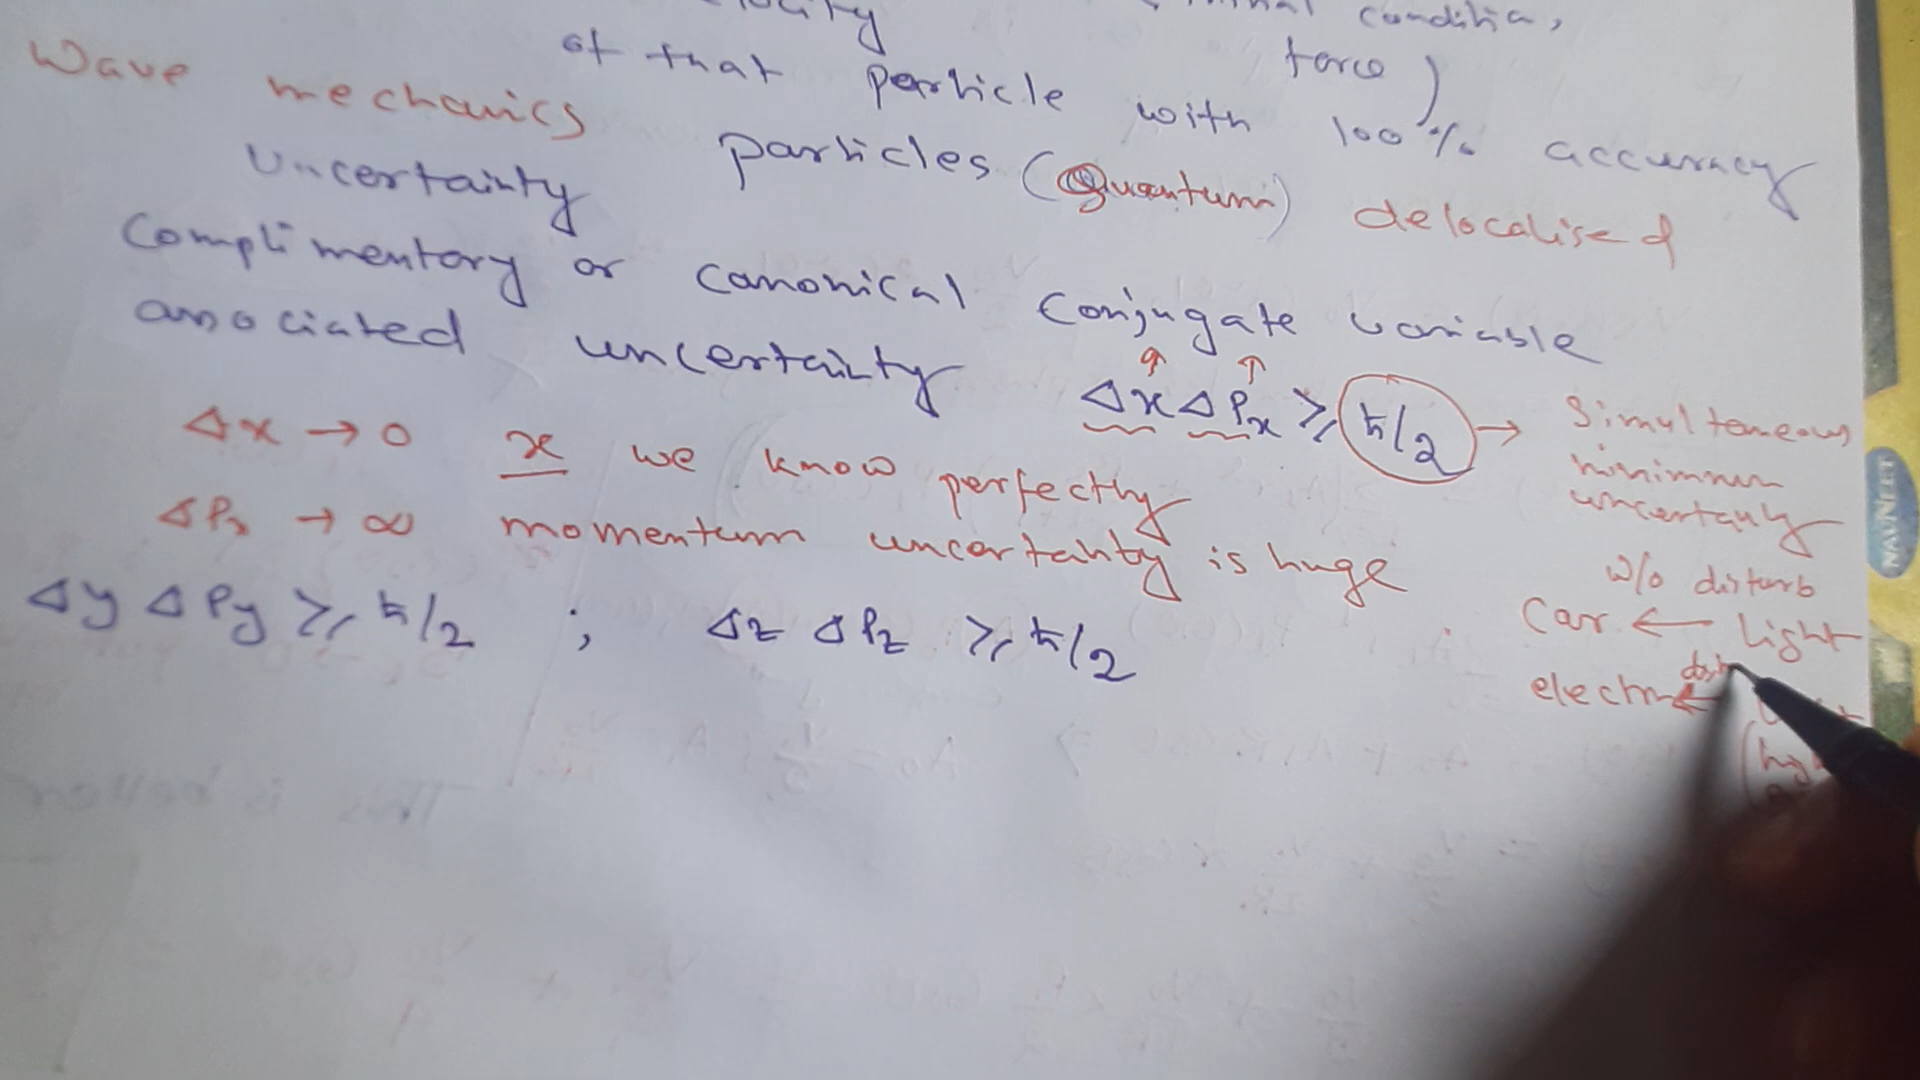 condition,
of that particle with 100% accuracy
force)
Wave mechanics particles (Quantum) delocalised
Uncertainty
Complimentory or canonical Conjugate variable
associated uncertainty Δx ΔPx ≥ ħ/2 → Simultaneous
minimum
uncertainty
Δx → 0 x we know perfectly
ΔPx → ∞ momentum uncertainty is huge
w/o disturb
Car ← Light
Δy ΔPy ≥ ħ/2 ; Δz ΔPz ≥ ħ/2
NAVNEET